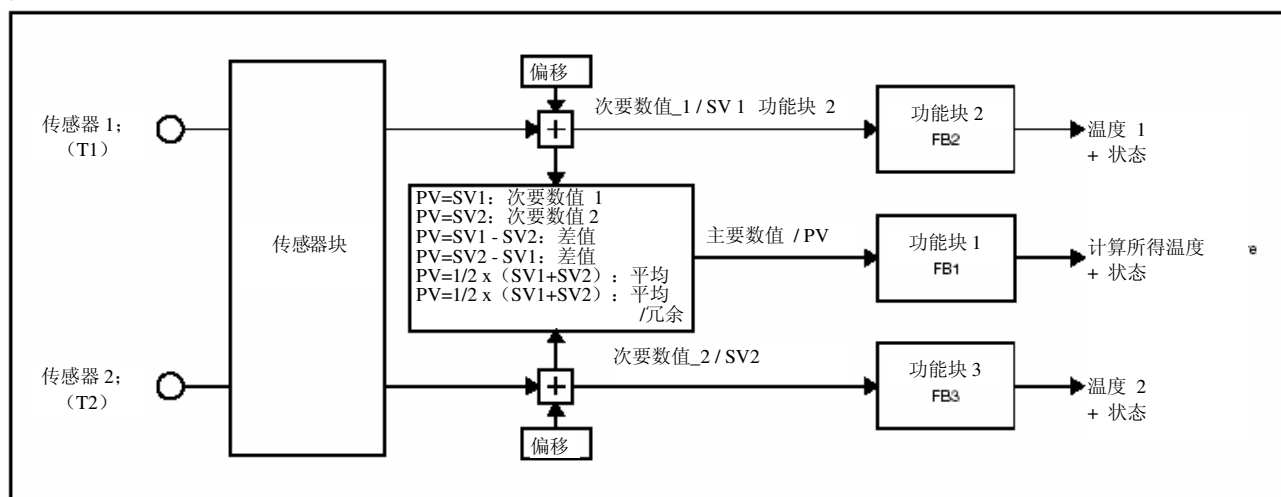 偏移
次要数值_1 / SV 1 功能块 2
传感器 1；
（T1）
功能块 2
FB2
温度 1
+ 状态
PV=SV1：次要数值 1
PV=SV2：次要数值 2
PV=SV1 - SV2：差值
PV=SV2 - SV1：差值
PV=1/2 x（SV1+SV2）：平均
PV=1/2 x（SV1+SV2）：平均
/冗余
传感器块
主要数值 / PV
功能块 1
FB1
计算所得温度 e
+ 状态
次要数值_2 / SV2
传感器 2；
（T2）
功能块 3
FB3
温度 2
+ 状态
偏移